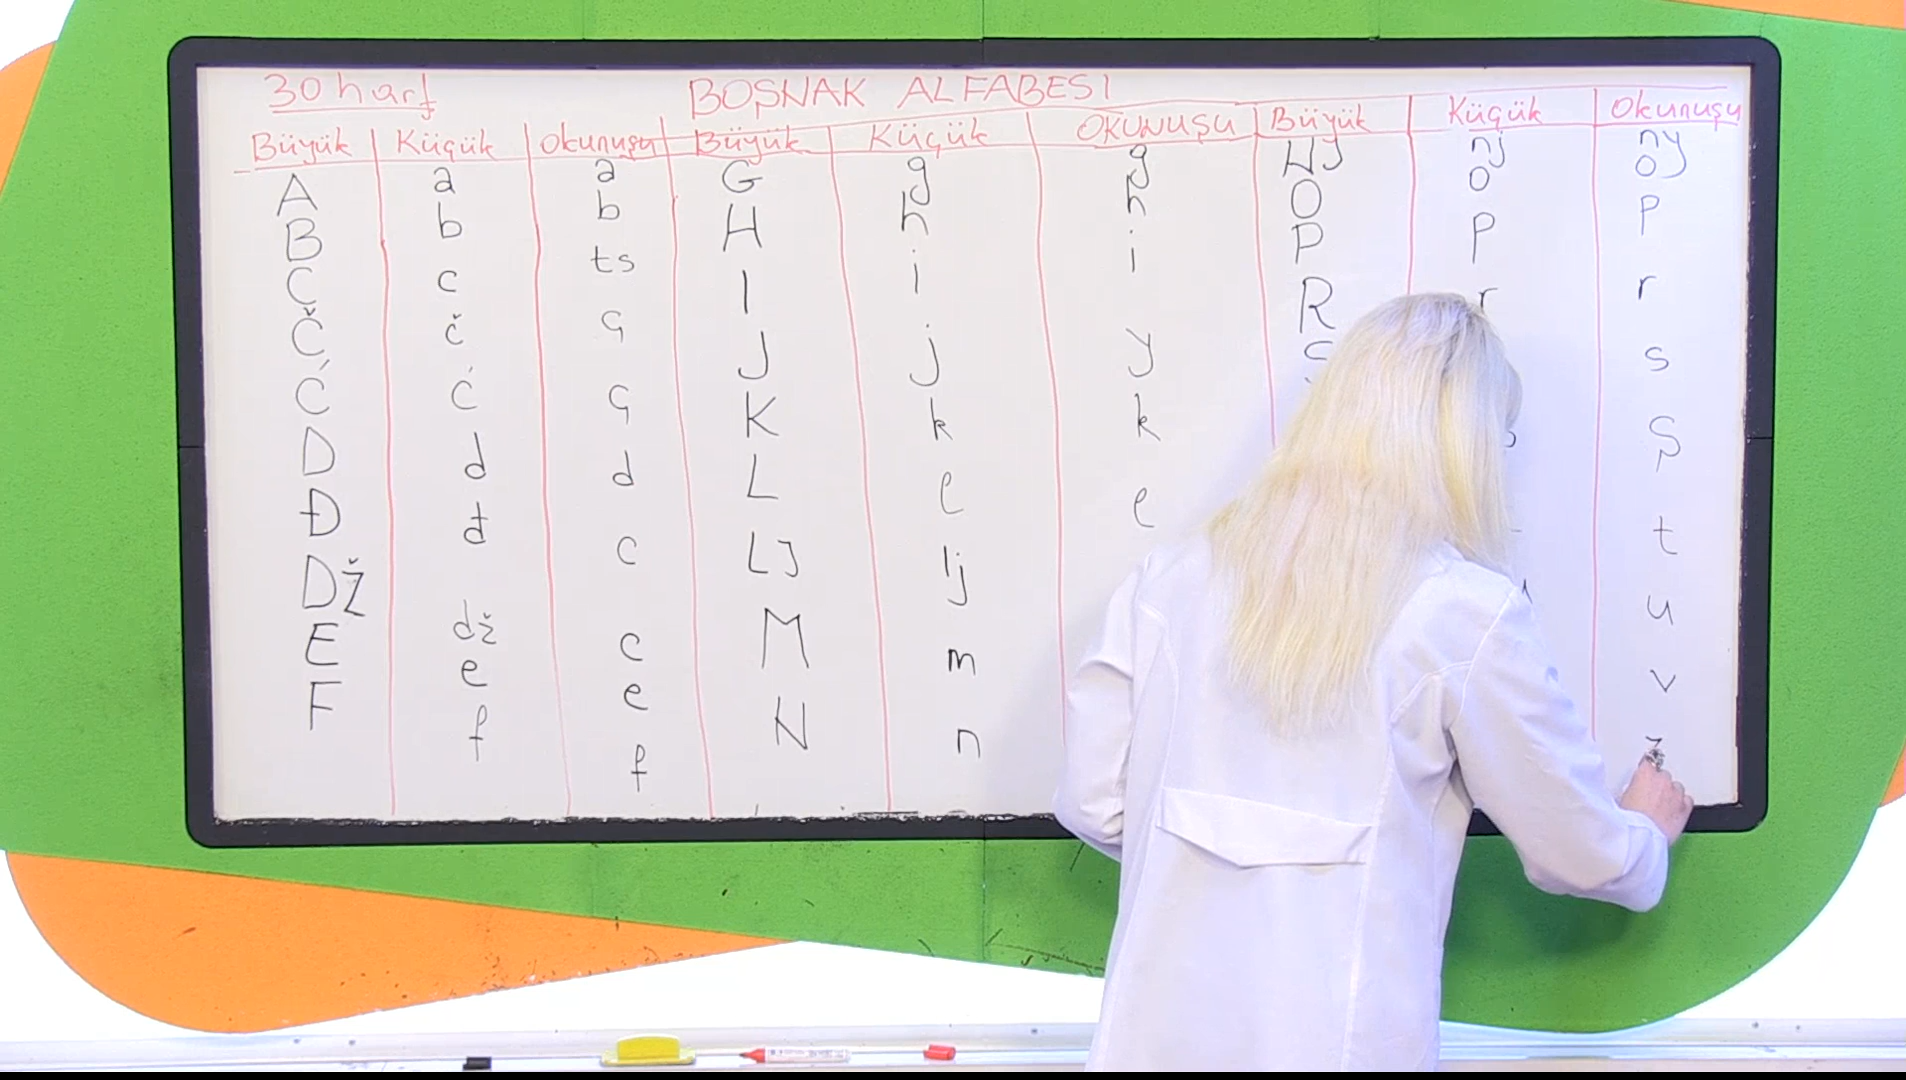 30 harf BOŞNAK ALFABESİ
Büyük Küçük Okunuşu Büyük Küçük OKUNUŞU Büyük Küçük Okunuşu
A a a G g g NJ nj ny
B b b H h h O o o
C c ts I i i P p p
Č č ç J j y R r r
Ć ć ç K k k S s
D d d L l l Ş
Đ đ c LJ lj t
DŽ dž c M m u
E e e N n v
F f f z